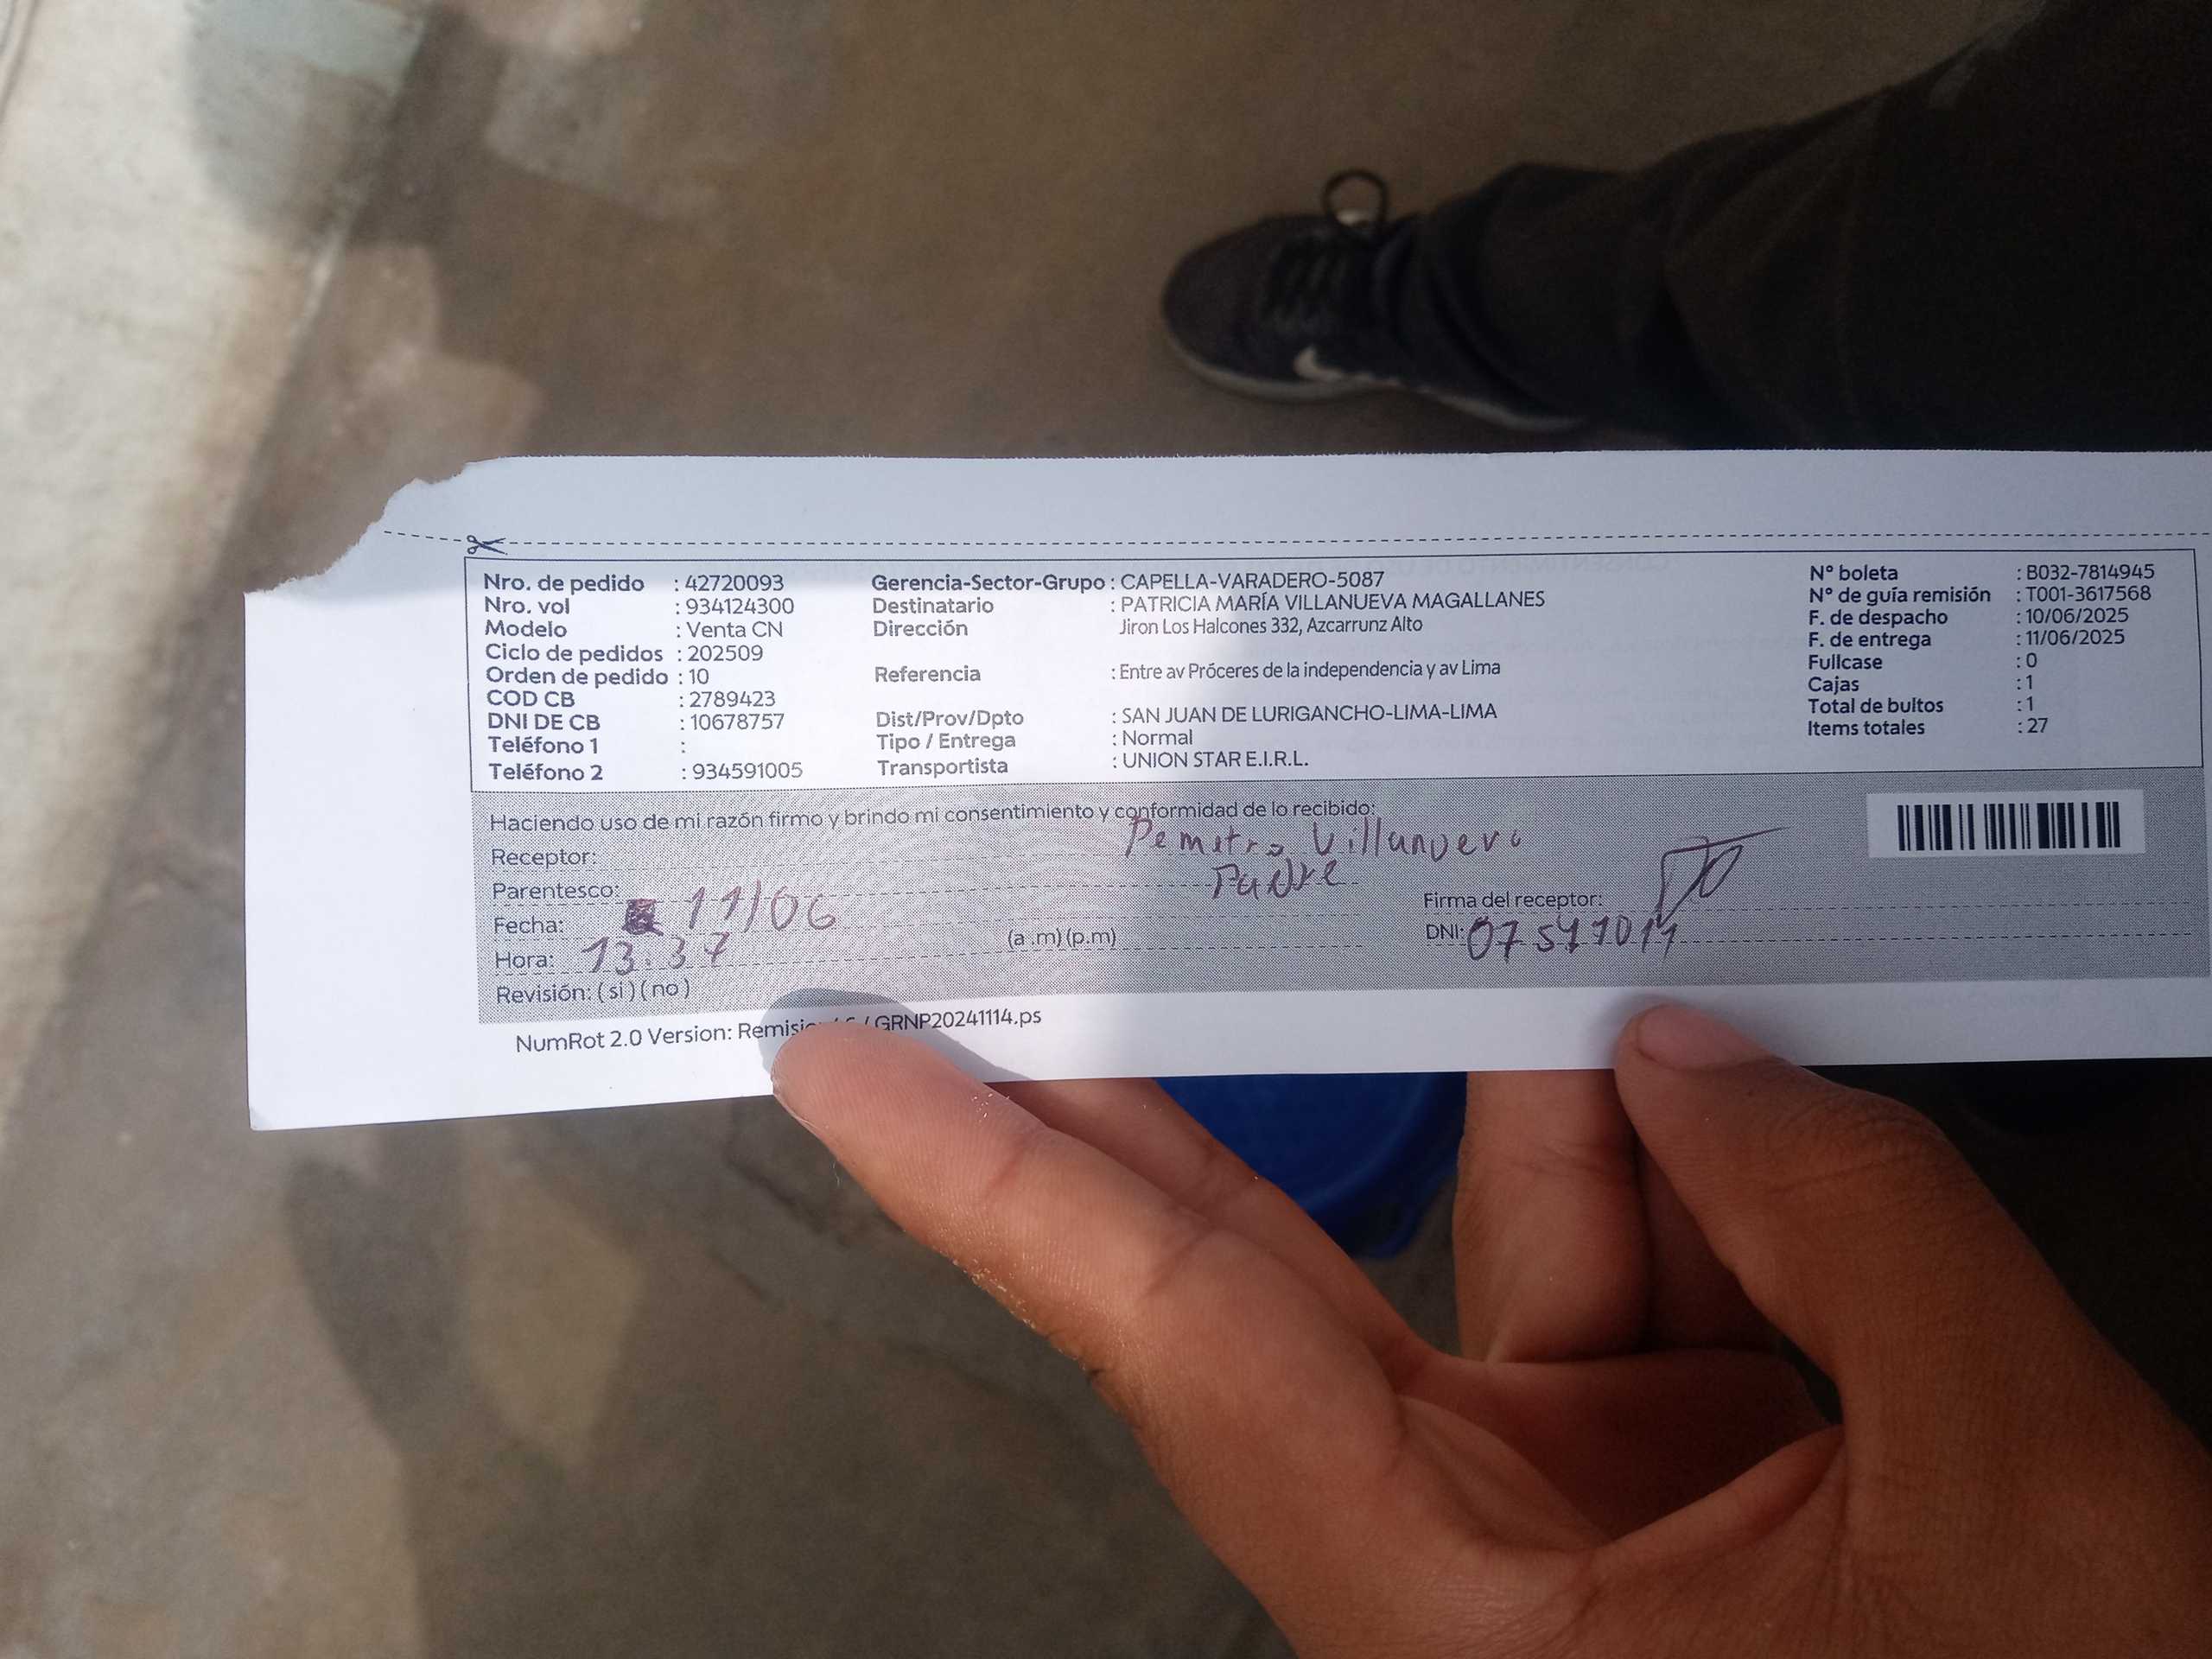 Nro. de pedido : 42720093
Nro. vol : 934124300
Modelo : Venta CN
Ciclo de pedidos : 202509
Orden de pedido : 10
COD CB : 2789423
DNI DE CB : 10678757
Teléfono 1 :
Teléfono 2 : 934591005
Gerencia-Sector-Grupo : CAPELLA-VARADERO-5087
Destinatario : PATRICIA MARÍA VILLANUEVA MAGALLANES
Dirección Jiron Los Halcones 332, Azcarrunz Alto
Referencia : Entre av Próceres de la independencia y av Lima
Dist/Prov/Dpto : SAN JUAN DE LURIGANCHO-LIMA-LIMA
Tipo / Entrega : Normal
Transportista : UNION STAR E.I.R.L.
N° boleta : B032-7814945
N° de guía remisión : T001-3617568
F. de despacho : 10/06/2025
F. de entrega : 11/06/2025
Fullcase : 0
Cajas : 1
Total de bultos : 1
Items totales : 27
Haciendo uso de mi razón firmo y brindo mi consentimiento y conformidad de lo recibido:
Receptor: Villanueva
Parentesco: Padre
Fecha: 11/06
Hora: 13:37 (a .m) (p.m)
Revisión: ( si ) ( no )
Firma del receptor:
DNI:
NumRot 2.0 Version: GRNP20241114.ps